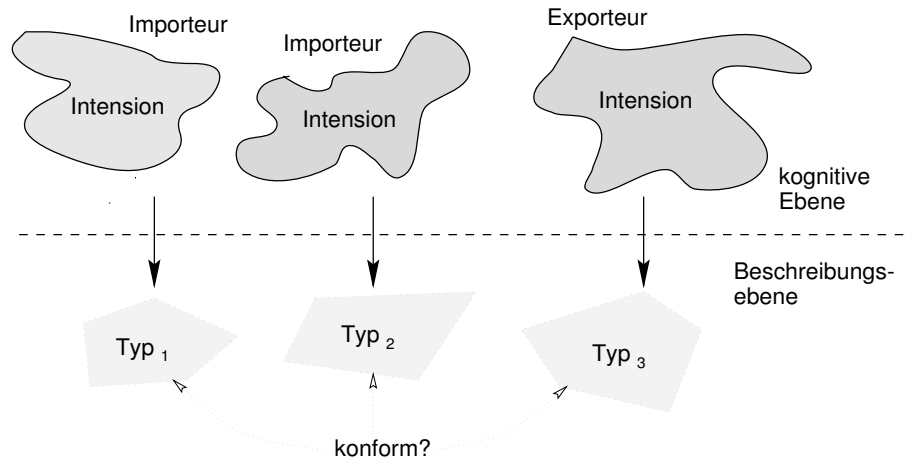 Importeur
Importeur
Exporteur
Intension
Intension
Intension
kognitive
Ebene
Beschreibungs-
ebene
Typ 1
Typ 2
Typ 3
konform?